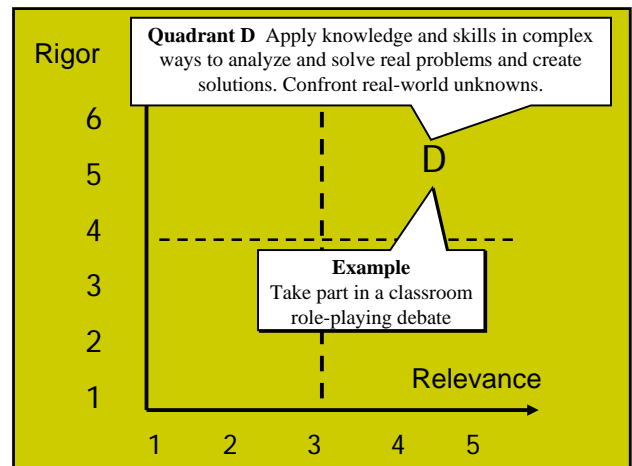 Quadrant D Apply knowledge and skills in complex
ways to analyze and solve real problems and create
solutions. Confront real-world unknowns.
Rigor
6
5
4
3
2
1
D
Example
Take part in a classroom
role-playing debate
Relevance
1 2 3 4 5